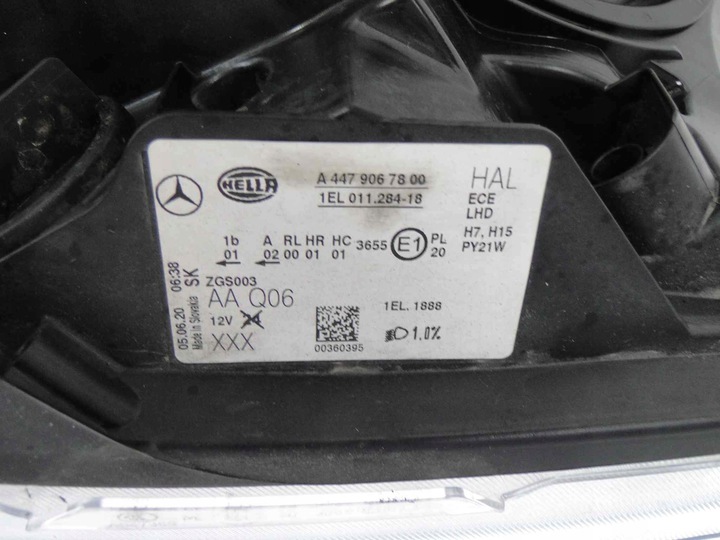 HELLA
A 447 906 78 00
1EL 011.284-18
HAL
ECE
LHD
H7, H15
PY21W
1b A RL HR HC 3655 E1 PL
01 02 00 01 01 20
ZGS003
AA Q06
12V
XXX
00360395
1EL. 1888
1.0%
05.06.20 06:38
Made in Slovakia SK